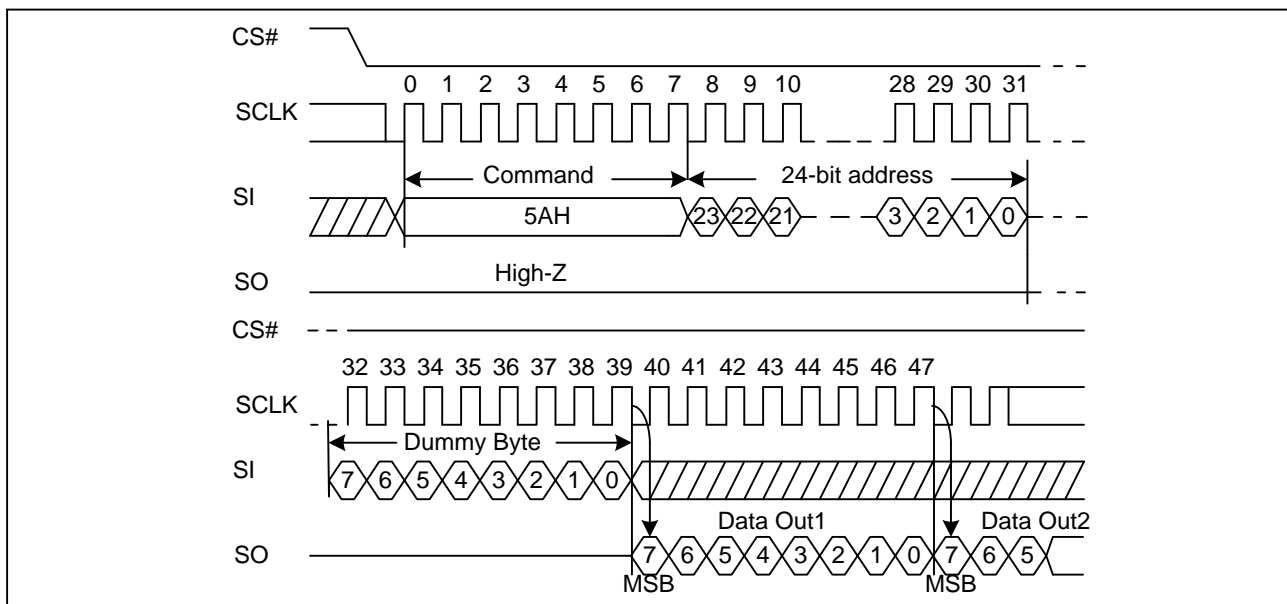 CS#
0 1 2 3 4 5 6 7 8 9 10 28 29 30 31
SCLK
Command 24-bit address
SI
5AH 23 22 21 3 2 1 0
High-Z
SO
CS#
32 33 34 35 36 37 38 39 40 41 42 43 44 45 46 47
SCLK
Dummy Byte
SI
7 6 5 4 3 2 1 0
Data Out1 Data Out2
SO
7 6 5 4 3 2 1 0 7 6 5
MSB MSB